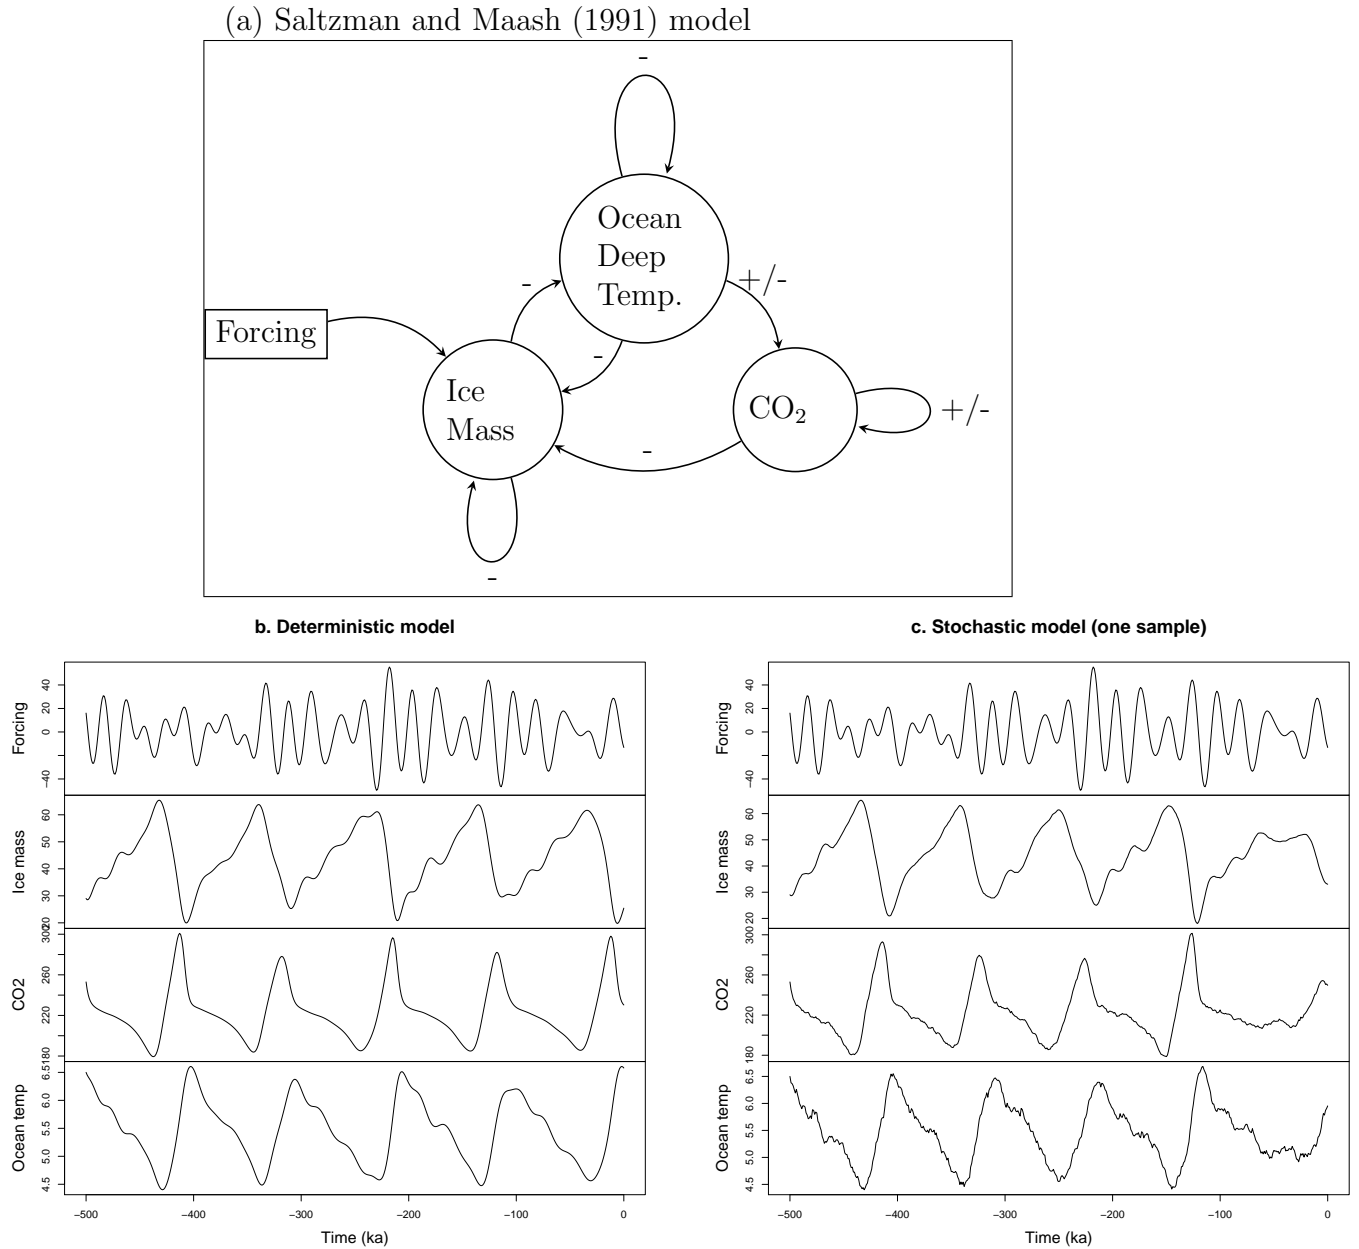 (a) Saltzman and Maash (1991) model
-
Ocean
Deep
Temp.
+/-
-
Forcing
-
Ice
Mass
CO2
+/-
-
-
b. Deterministic model
c. Stochastic model (one sample)
Forcing
−40
0
20
40
Ice mass
20
30
40
50
60
CO2
180
220
260
300
Ocean temp
4.5
5.0
5.5
6.0
6.5
−500
−400
−300
−200
−100
0
Time (ka)
Forcing
−40
0
20
40
Ice mass
20
30
40
50
60
CO2
180
220
260
300
Ocean temp
4.5
5.0
5.5
6.0
6.5
−500
−400
−300
−200
−100
0
Time (ka)